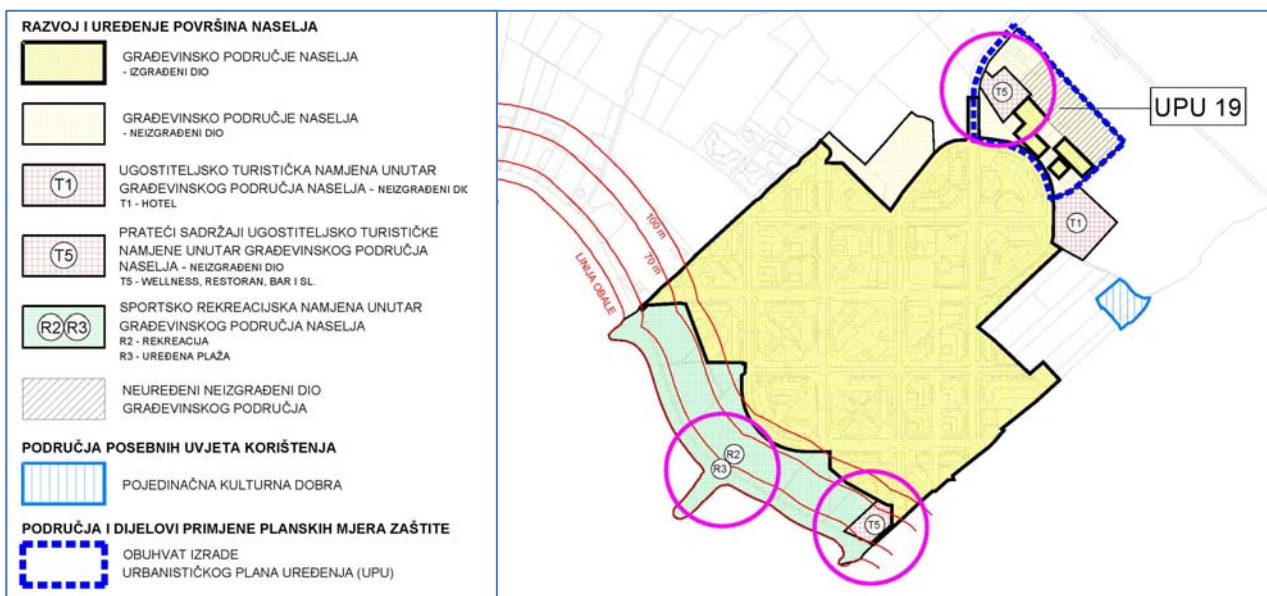 RAZVOJ I UREĐENJE POVRŠINA NASELJA
GRAĐEVINSKO PODRUČJE NASELJA
- IZGRAĐENI DIO
GRAĐEVINSKO PODRUČJE NASELJA
- NEIZGRAĐENI DIO
T1
UGOSTITELJSKO TURISTIČKA NAMJENA UNUTAR
GRAĐEVINSKOG PODRUČJA NASELJA - NEIZGRAĐENI DIO
T1 - HOTEL
T5
PRATEĆI SADRŽAJI UGOSTITELJSKO TURISTIČKE
NAMJENE UNUTAR GRAĐEVINSKOG PODRUČJA
NASELJA - NEIZGRAĐENI DIO
T5 - WELLNESS, RESTORAN, BAR I SL.
R2 R3
SPORTSKO REKREACIJSKA NAMJENA UNUTAR
GRAĐEVINSKOG PODRUČJA NASELJA
R2 - REKREACIJA
R3 - UREĐENA PLAŽA
NEUREĐENI NEIZGRAĐENI DIO
GRAĐEVINSKOG PODRUČJA
PODRUČJA POSEBNIH UVJETA KORIŠTENJA
POJEDINAČNA KULTURNA DOBRA
PODRUČJA I DIJELOVI PRIMJENE PLANSKIH MJERA ZAŠTITE
OBUHVAT IZRADE
URBANISTIČKOG PLANA UREĐENJA (UPU)
T5
UPU 19
T1
100 m
70 m
LINIJA OBALE
R2
R3
T5